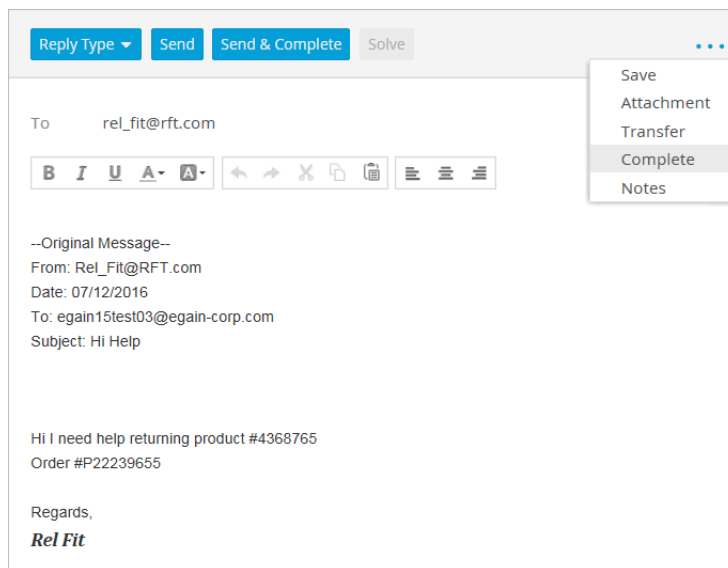 Reply Type Send Send & Complete Solve
Save
Attachment
Transfer
Complete
Notes
To rel_fit@rft.com
B I U A A
--Original Message--
From: Rel_Fit@RFT.com
Date: 07/12/2016
To: egain15test03@egain-corp.com
Subject: Hi Help
Hi I need help returning product #4368765
Order #P22239655
Regards,
Rel Fit